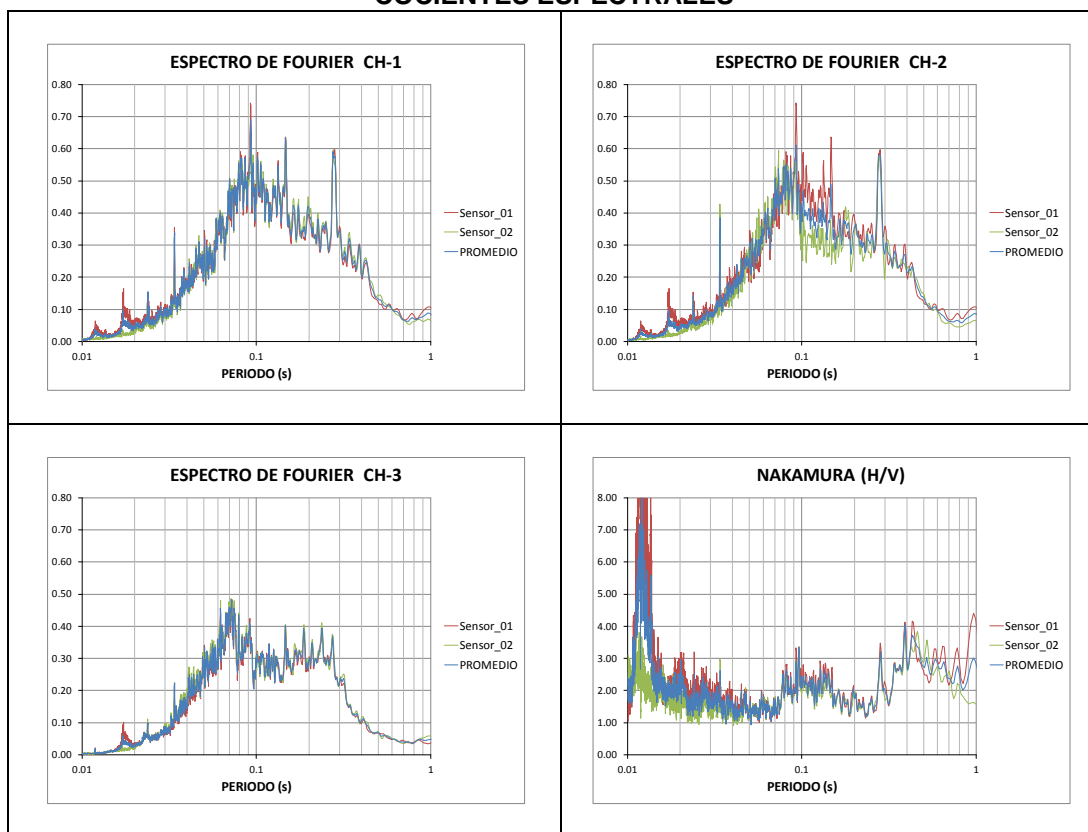 COCIENTES ESPECTRALES
ESPECTRO DE FOURIER CH-1
0.80
0.70
0.60
0.50
0.40
0.30
0.20
0.10
0.00
0.01 0.1 1
PERIODO (s)
Sensor_01
Sensor_02
PROMEDIO
ESPECTRO DE FOURIER CH-2
0.80
0.70
0.60
0.50
0.40
0.30
0.20
0.10
0.00
0.01 0.1 1
PERIODO (s)
Sensor_01
Sensor_02
PROMEDIO
ESPECTRO DE FOURIER CH-3
0.80
0.70
0.60
0.50
0.40
0.30
0.20
0.10
0.00
0.01 0.1 1
PERIODO (s)
Sensor_01
Sensor_02
PROMEDIO
NAKAMURA (H/V)
8.00
7.00
6.00
5.00
4.00
3.00
2.00
1.00
0.00
0.01 0.1 1
PERIODO (s)
Sensor_01
Sensor_02
PROMEDIO